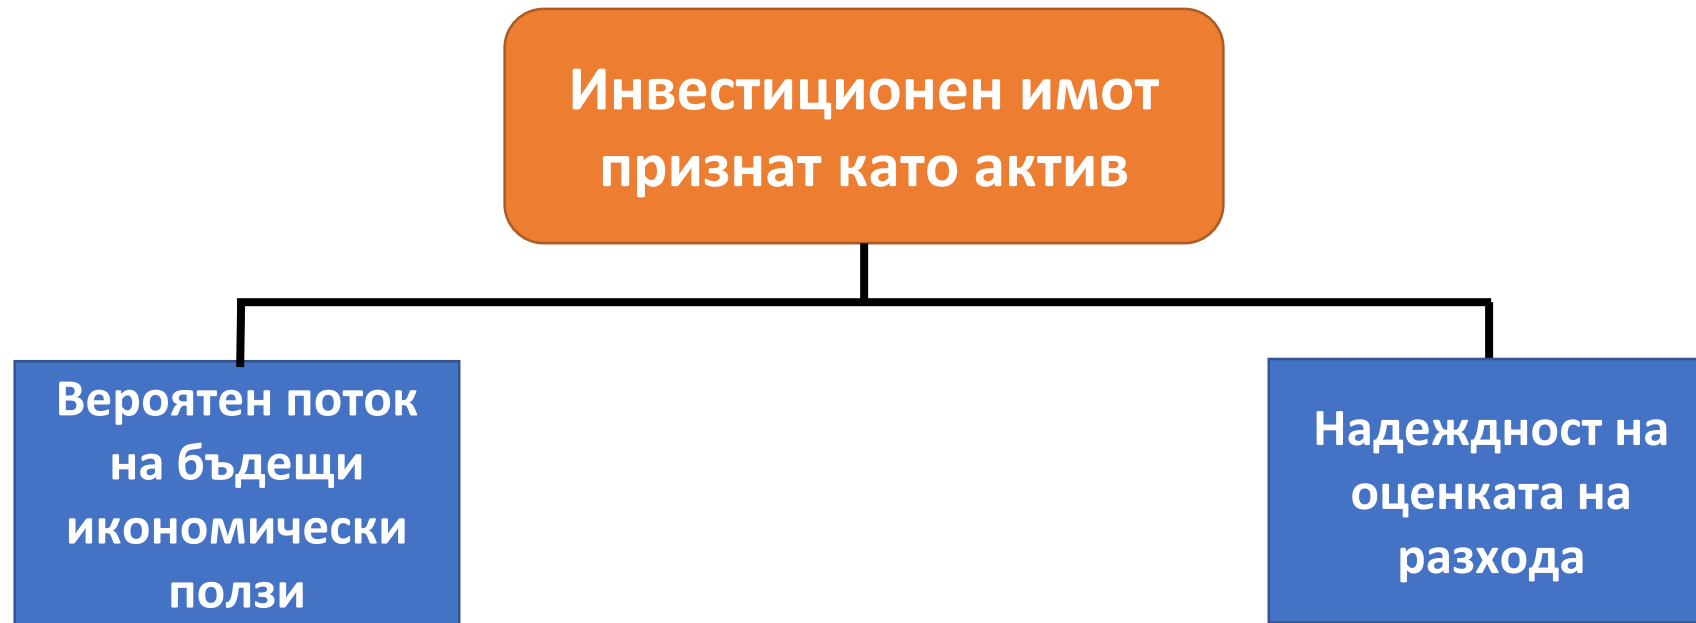 Инвестиционен имот
признат като актив
Вероятен поток
на бъдещи
икономически
ползи
Надеждност на
оценката на
разхода